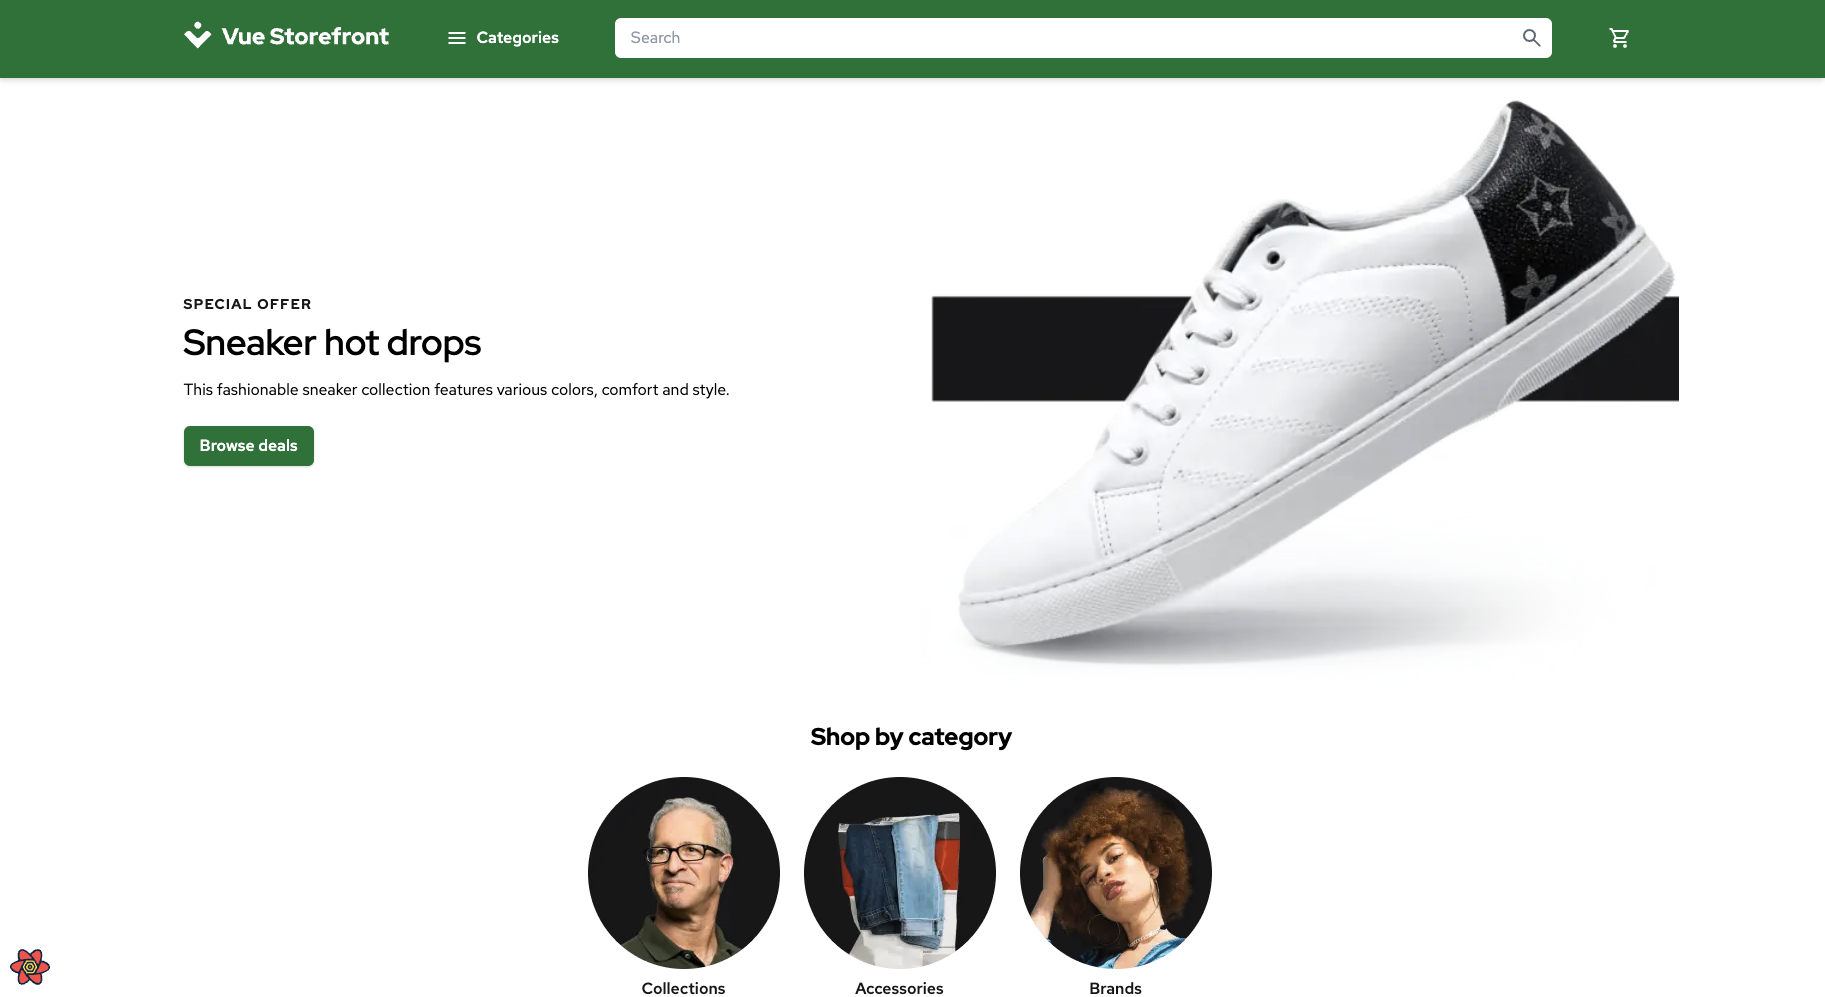 Vue Storefront
Categories
Search
SPECIAL OFFER
Sneaker hot drops
This fashionable sneaker collection features various colors, comfort and style.
Browse deals
Shop by category
Collections
Accessories
Brands